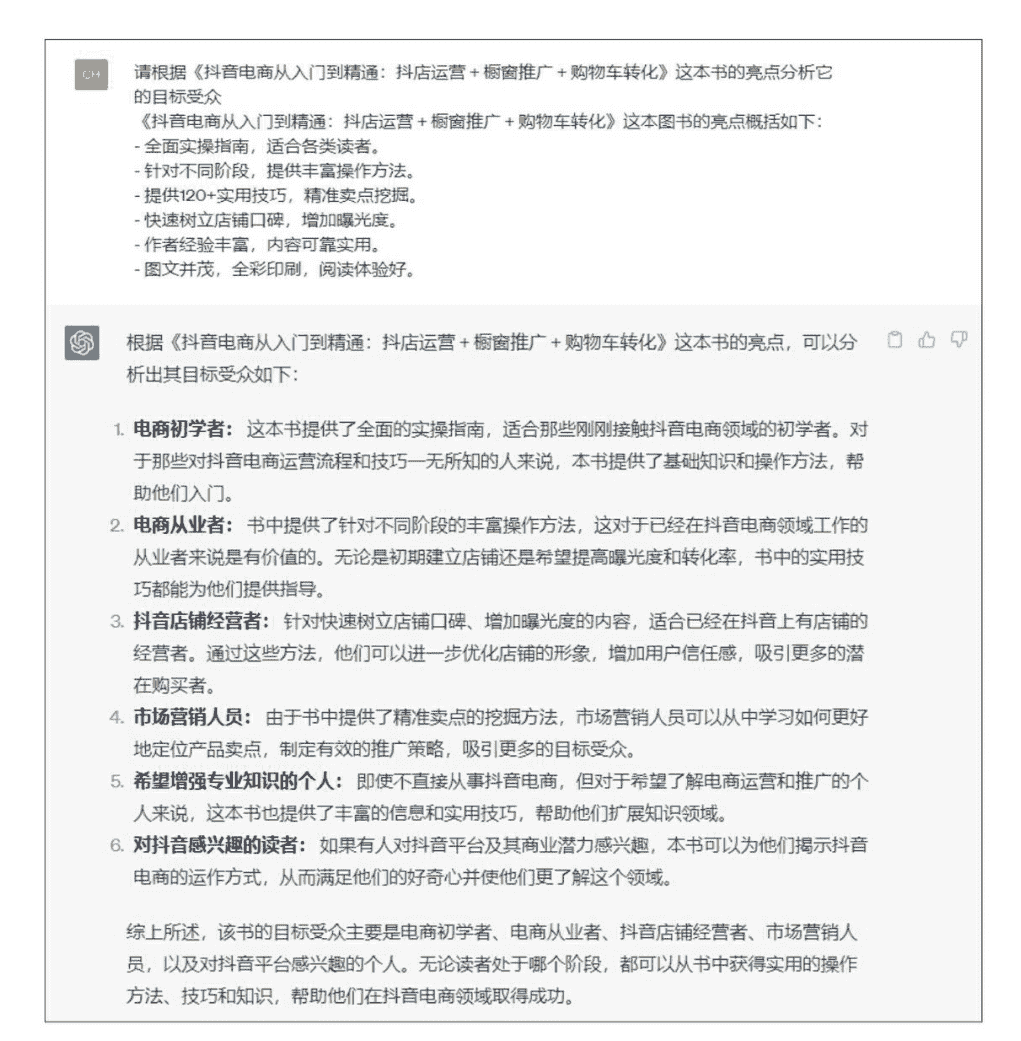 CH
请根据《抖音电商从入门到精通：抖店运营+橱窗推广+购物车转化》这本书的亮点分析它
的目标受众
《抖音电商从入门到精通：抖店运营+橱窗推广+购物车转化》这本图书的亮点概括如下：
- 全面实操指南，适合各类读者。
- 针对不同阶段，提供丰富操作方法。
- 提供120+实用技巧，精准卖点挖掘。
- 快速树立店铺口碑，增加曝光度。
- 作者经验丰富，内容可靠实用。
- 图文并茂，全彩印刷，阅读体验好。
根据《抖音电商从入门到精通：抖店运营+橱窗推广+购物车转化》这本书的亮点，可以分
析出其目标受众如下：
1. 电商初学者：这本书提供了全面的实操指南，适合那些刚刚接触抖音电商领域的初学者。对
于那些对抖音电商运营流程和技巧一无所知的人来说，本书提供了基础知识和操作方法，帮
助他们入门。
2. 电商从业者：书中提供了针对不同阶段的丰富操作方法，这对于已经在抖音电商领域工作的
从业者来说是有价值的。无论是初期建立店铺还是希望提高曝光度和转化率，书中的实用技
巧都能为他们提供指导。
3. 抖音店铺经营者：针对快速树立店铺口碑、增加曝光度的内容，适合已经在抖音上有店铺的
经营者。通过这些方法，他们可以进一步优化店铺的形象，增加用户信任感，吸引更多的潜
在购买者。
4. 市场营销人员：由于书中提供了精准卖点的挖掘方法，市场营销人员可以从中学习如何更好
地定位产品卖点，制定有效的推广策略，吸引更多的目标受众。
5. 希望增强专业知识的个人：即使不直接从事抖音电商，但对于希望了解电商运营和推广的个
人来说，这本书也提供了丰富的信息和实用技巧，帮助他们扩展知识领域。
6. 对抖音感兴趣的读者：如果有人对抖音平台及其商业潜力感兴趣，本书可以为他们揭示抖音
电商的运作方式，从而满足他们的好奇心并使他们更了解这个领域。
综上所述，该书的目标受众主要是电商初学者、电商从业者、抖音店铺经营者、市场营销人
员，以及对抖音平台感兴趣的个人。无论读者处于哪个阶段，都可以从书中获得实用的操作
方法、技巧和知识，帮助他们在抖音电商领域取得成功。